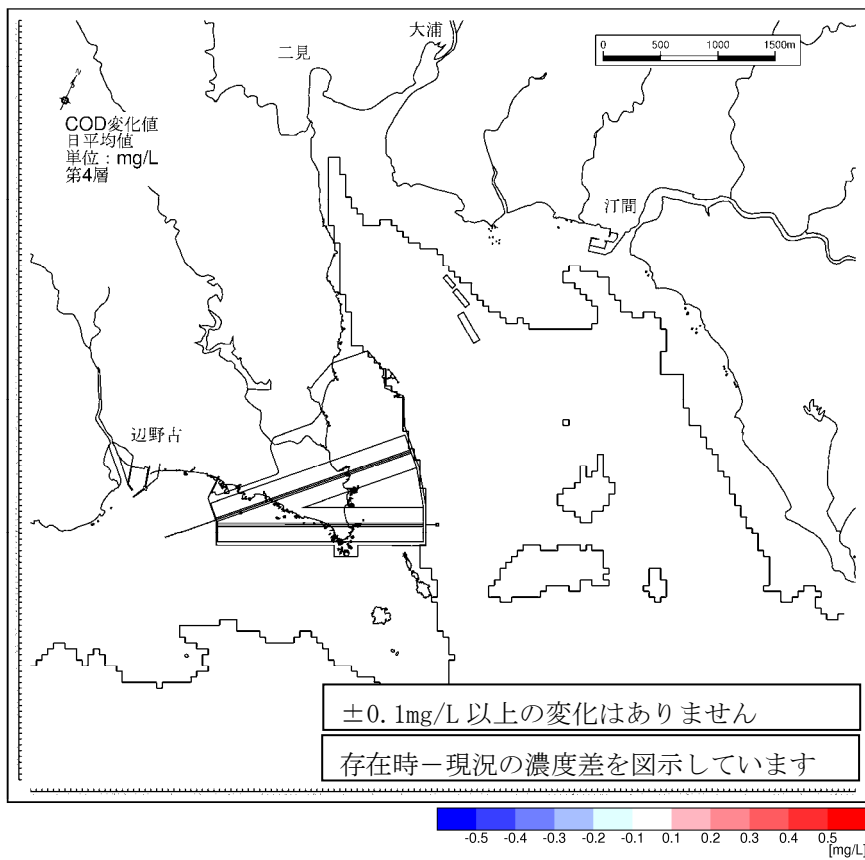 大浦
二見
0 500 1000 1500m
N
COD変化値
日平均値
単位：mg/L
第4層
汀間
辺野古
±0.1mg/L 以上の変化はありません
存在時－現況の濃度差を図示しています
-0.5 -0.4 -0.3 -0.2 -0.1 0.1 0.2 0.3 0.4 0.5
[mg/L]